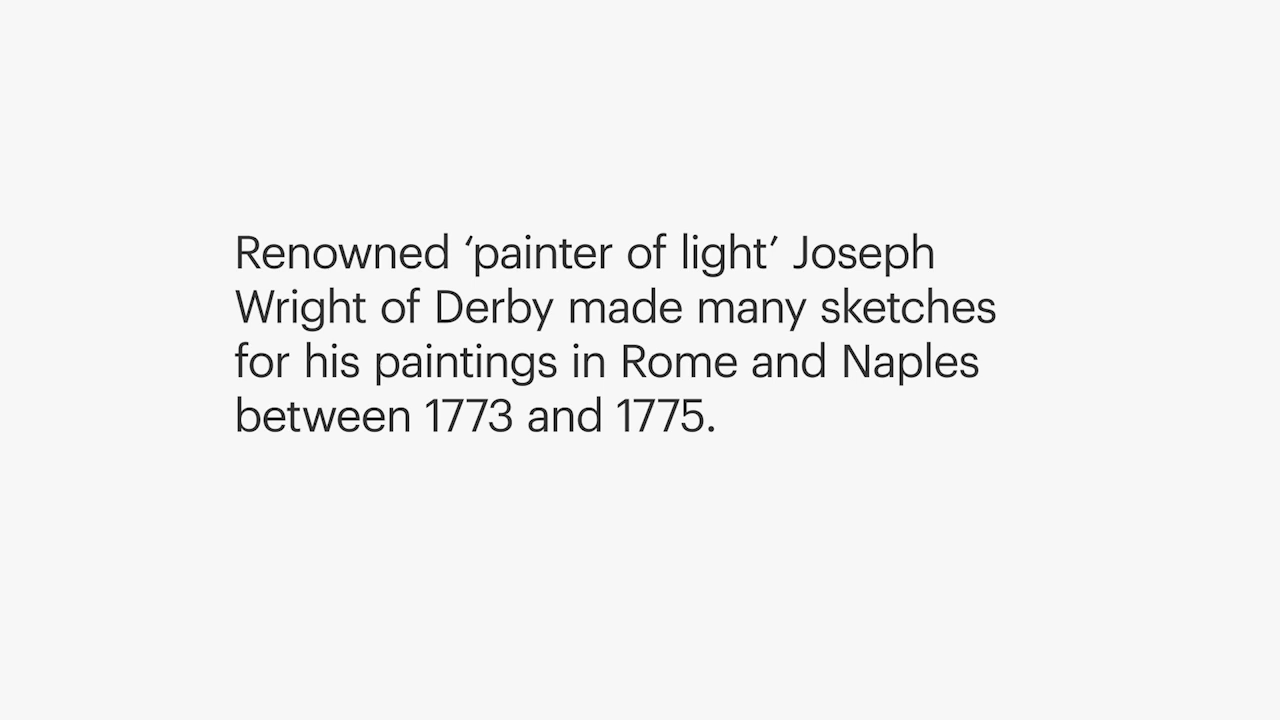 Renowned ‘painter of light’ Joseph
Wright of Derby made many sketches
for his paintings in Rome and Naples
between 1773 and 1775.